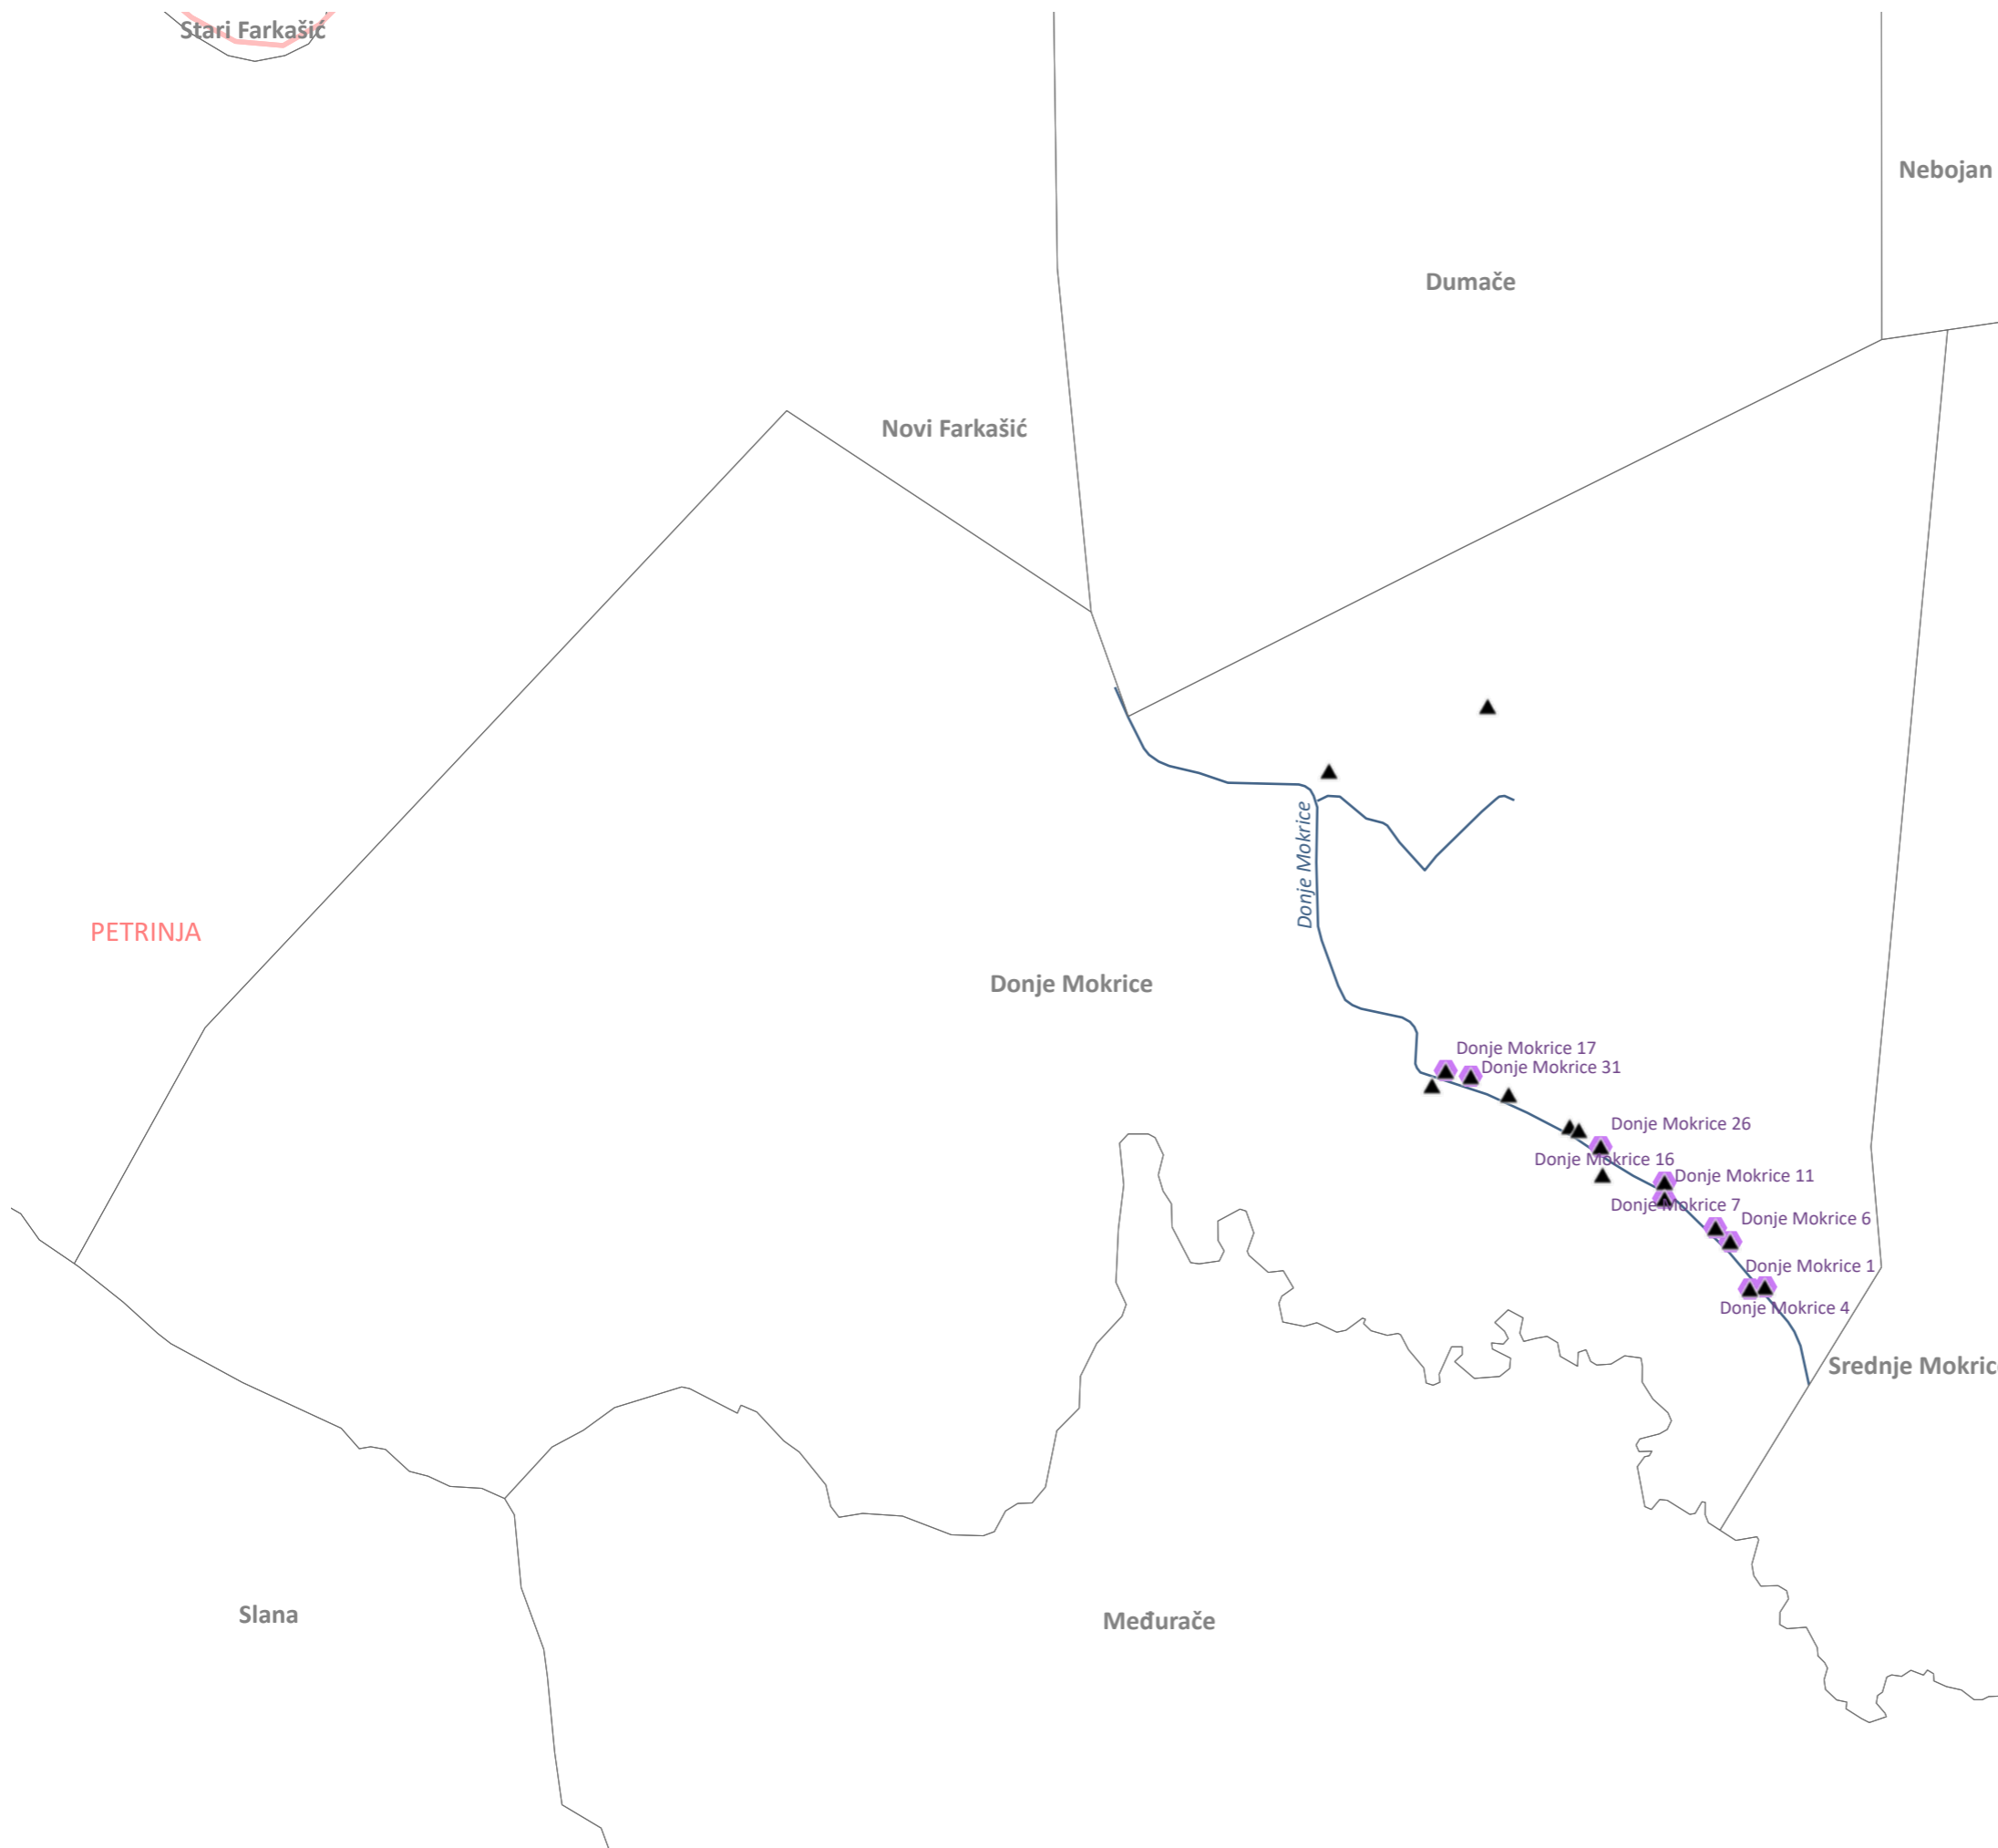 Stari Farkašić
Nebojan
Dumače
Novi Farkašić
Donje Mokrice
PETRINJA
Donje Mokrice
Donje Mokrice 17
Donje Mokrice 31
Donje Mokrice 26
Donje Mokrice 16
Donje Mokrice 11
Donje Mokrice 7
Donje Mokrice 6
Donje Mokrice 1
Donje Mokrice 4
Srednje Mokric
Slana
Međurače